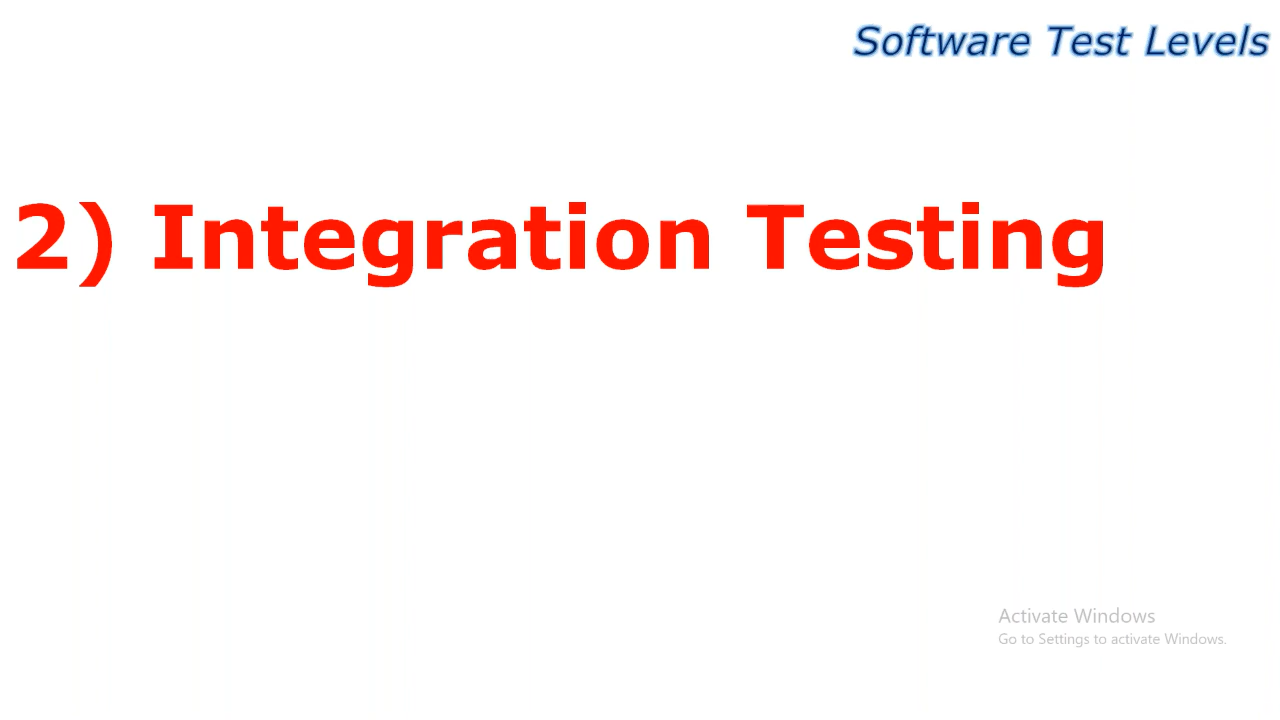 Software Test Levels
2) Integration Testing
Activate Windows
Go to Settings to activate Windows.